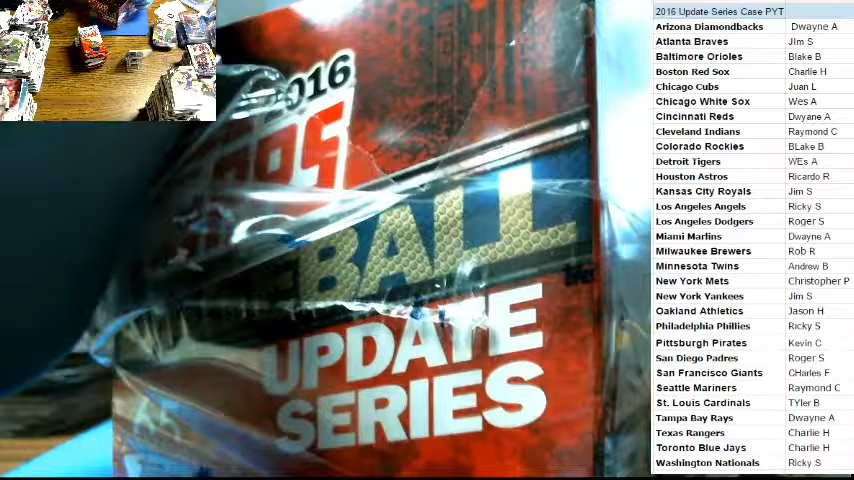 2016
BALL
UPDATE
SERIES
2016 Update Series Case PYT
Arizona Diamondbacks Dwayne A
Atlanta Braves Jim S
Baltimore Orioles Blake B
Boston Red Sox Charlie H
Chicago Cubs Juan L
Chicago White Sox Wes A
Cincinnati Reds Dwyane A
Cleveland Indians Raymond C
Colorado Rockies BLake B
Detroit Tigers WEs A
Houston Astros Ricardo R
Kansas City Royals Jim S
Los Angeles Angels Ricky S
Los Angeles Dodgers Roger S
Miami Marlins Dwayne A
Milwaukee Brewers Rob R
Minnesota Twins Andrew B
New York Mets Christopher P
New York Yankees Jim S
Oakland Athletics Jason H
Philadelphia Phillies Ricky S
Pittsburgh Pirates Kevin C
San Diego Padres Roger S
San Francisco Giants CHarles F
Seattle Mariners Raymond C
St. Louis Cardinals TYler B
Tampa Bay Rays Dwayne A
Texas Rangers Charlie H
Toronto Blue Jays Charlie H
Washington Nationals RIcky S